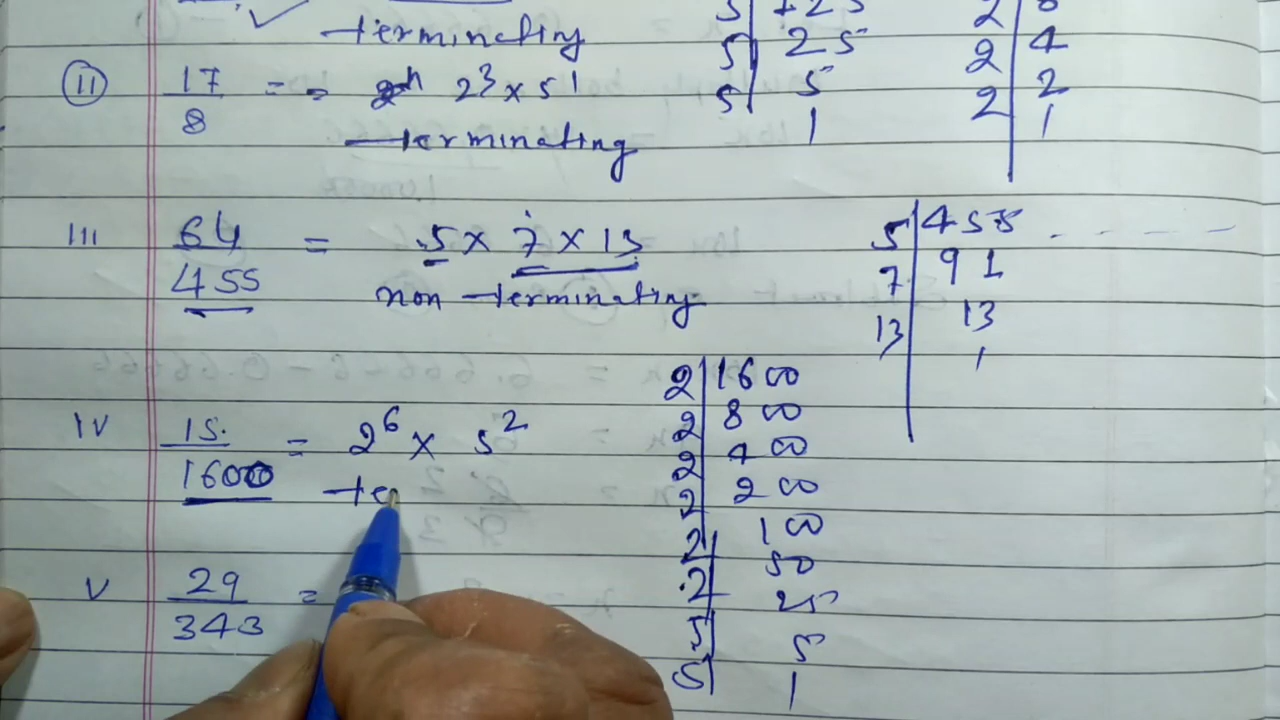 terminating
5 | 125
5 | 25
5 | 5
1
2 | 8
2 | 4
2 | 2
1
(ii) 17/8 = 2³ × 5¹
terminating
iii 64/455 = 5 × 7 × 13
non terminating
5 | 455
7 | 91
13 | 13
1
iv 15/1600 = 2⁶ × 5²
te
2 | 1600
2 | 800
2 | 400
2 | 200
2 | 100
2 | 50
5 | 25
5 | 5
1
v 29/343 =